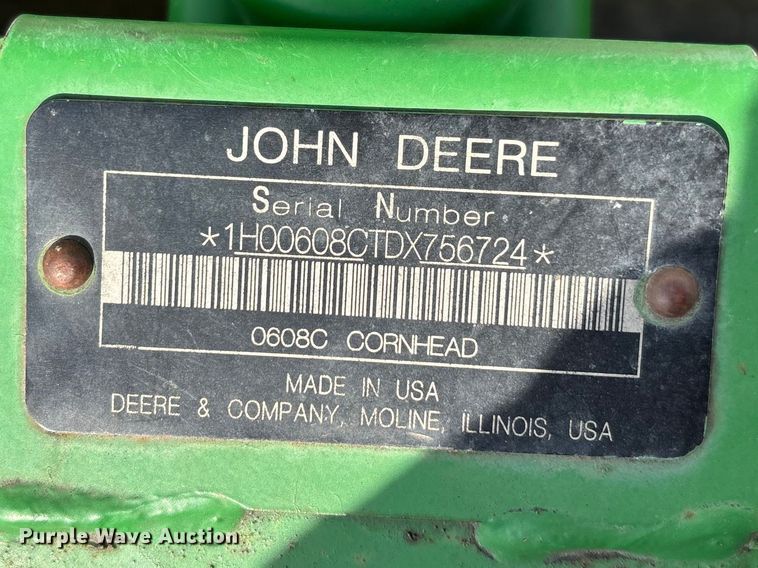 JOHN DEERE
Serial Number
*1H00608CTDX756724*
0608C CORNHEAD
MADE IN USA
DEERE & COMPANY, MOLINE, ILLINOIS, USA
Purple Wave Auction